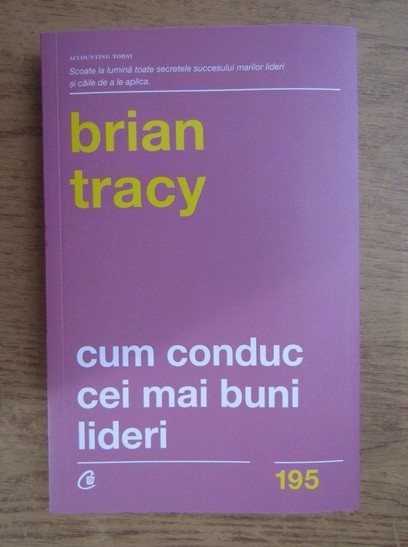 ACCOUNTING TODAY
Scoate la lumină toate secretele succesului marilor lideri
și căile de a le aplica.
brian
tracy
cum conduc
cei mai buni
lideri
195